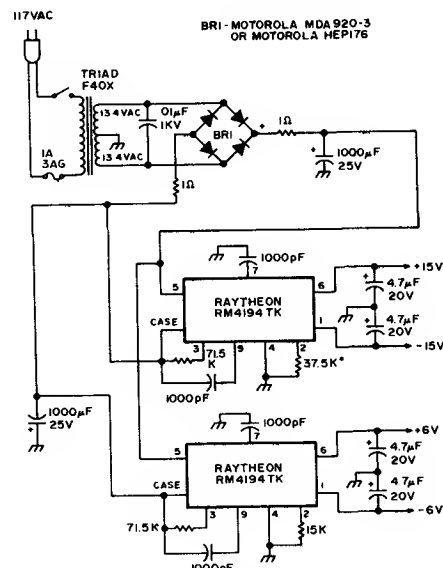 117VAC
BR1-MOTOROLA MDA920-3
OR MOTOROLA HEP176
TRIAD
F40X
13.4VAC
.01µF
1KV
BR1
+
1Ω
1A
3AG
13.4VAC
1Ω
+
1000µF
25V
1000pF
7
5
RAYTHEON
RM4194TK
6
+15V
+
4.7µF
20V
CASE
1
+
4.7µF
20V
-15V
3
9
4
2
71.5
K
37.5K*
1000pF
1000µF
25V
+
1000pF
7
5
RAYTHEON
RM4194TK
6
+6V
+
4.7µF
20V
CASE
1
+
4.7µF
20V
-6V
3
9
4
2
71.5K
15K
1000pF